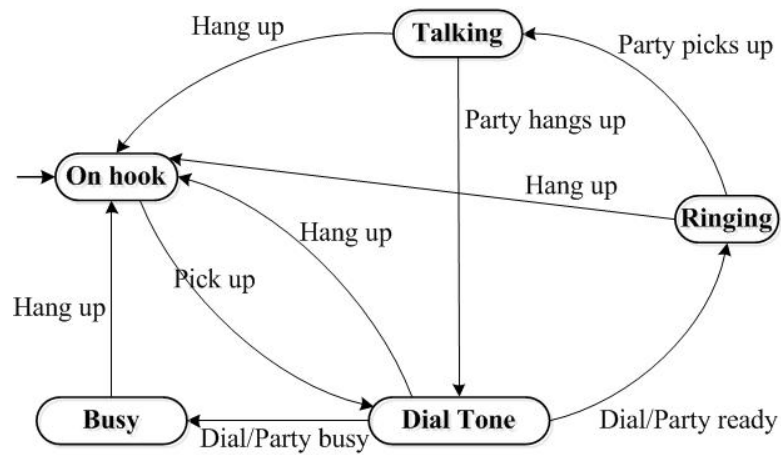 Hang up
Talking
Party picks up
Party hangs up
On hook
Hang up
Ringing
Hang up
Pick up
Hang up
Busy
Dial Tone
Dial/Party busy
Dial/Party ready